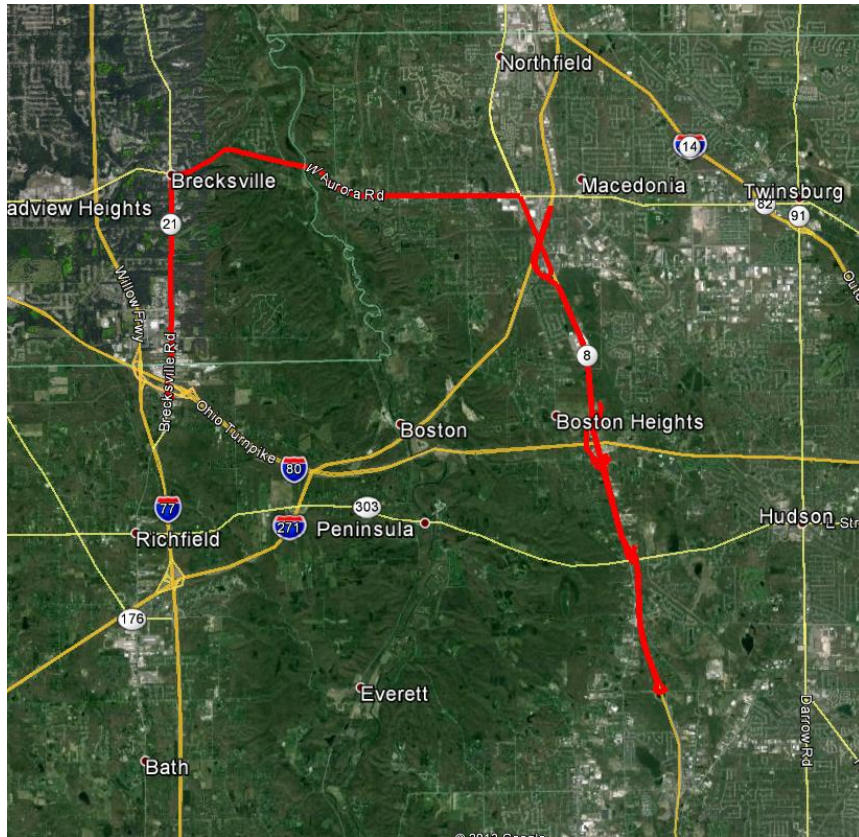 Northfield
14
Brecksville
W Aurora Rd
Macedonia
Twinsburg
adview Heights
82
91
21
Willow Frwy
Brecksville Rd
8
Boston Heights
Boston
Ohio Turnpike
80
77
303
271
Peninsula
Hudson
Richfield
176
Everett
Darrow Rd
Bath